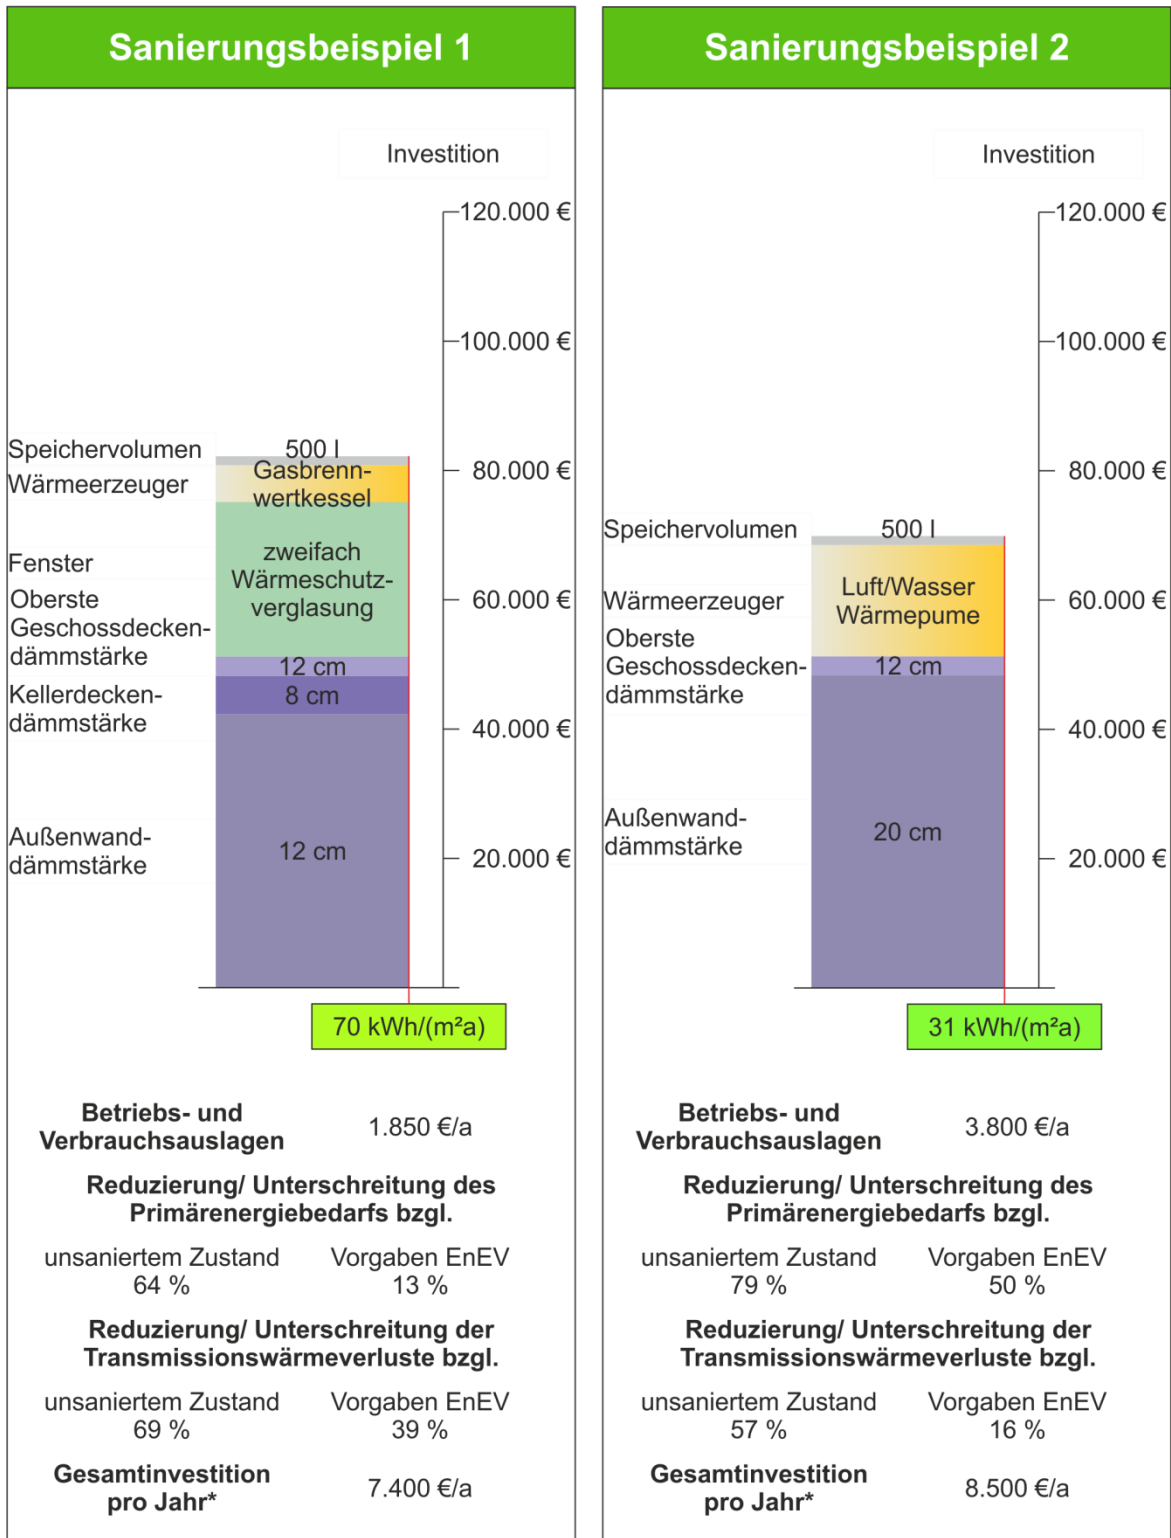 Sanierungsbeispiel 1
Investition
120.000 €
100.000 €
80.000 €
60.000 €
40.000 €
20.000 €
Speichervolumen
500 l
Wärmeerzeuger
Gasbrenn-
wertkessel
Fenster
zweifach
Wärmeschutz-
verglasung
Oberste
Geschossdecken-
dämmstärke
12 cm
Kellerdecken-
dämmstärke
8 cm
Außenwand-
dämmstärke
12 cm
70 kWh/(m²a)
Betriebs- und
Verbrauchsauslagen
1.850 €/a
Reduzierung/ Unterschreitung des
Primärenergiebedarfs bzgl.
unsaniertem Zustand Vorgaben EnEV
64 % 13 %
Reduzierung/ Unterschreitung der
Transmissionswärmeverluste bzgl.
unsaniertem Zustand Vorgaben EnEV
69 % 39 %
Gesamtinvestition
pro Jahr*
7.400 €/a
Sanierungsbeispiel 2
Investition
120.000 €
100.000 €
80.000 €
60.000 €
40.000 €
20.000 €
Speichervolumen
500 l
Wärmeerzeuger
Luft/Wasser
Wärmepume
Oberste
Geschossdecken-
dämmstärke
12 cm
Außenwand-
dämmstärke
20 cm
31 kWh/(m²a)
Betriebs- und
Verbrauchsauslagen
3.800 €/a
Reduzierung/ Unterschreitung des
Primärenergiebedarfs bzgl.
unsaniertem Zustand Vorgaben EnEV
79 % 50 %
Reduzierung/ Unterschreitung der
Transmissionswärmeverluste bzgl.
unsaniertem Zustand Vorgaben EnEV
57 % 16 %
Gesamtinvestition
pro Jahr*
8.500 €/a